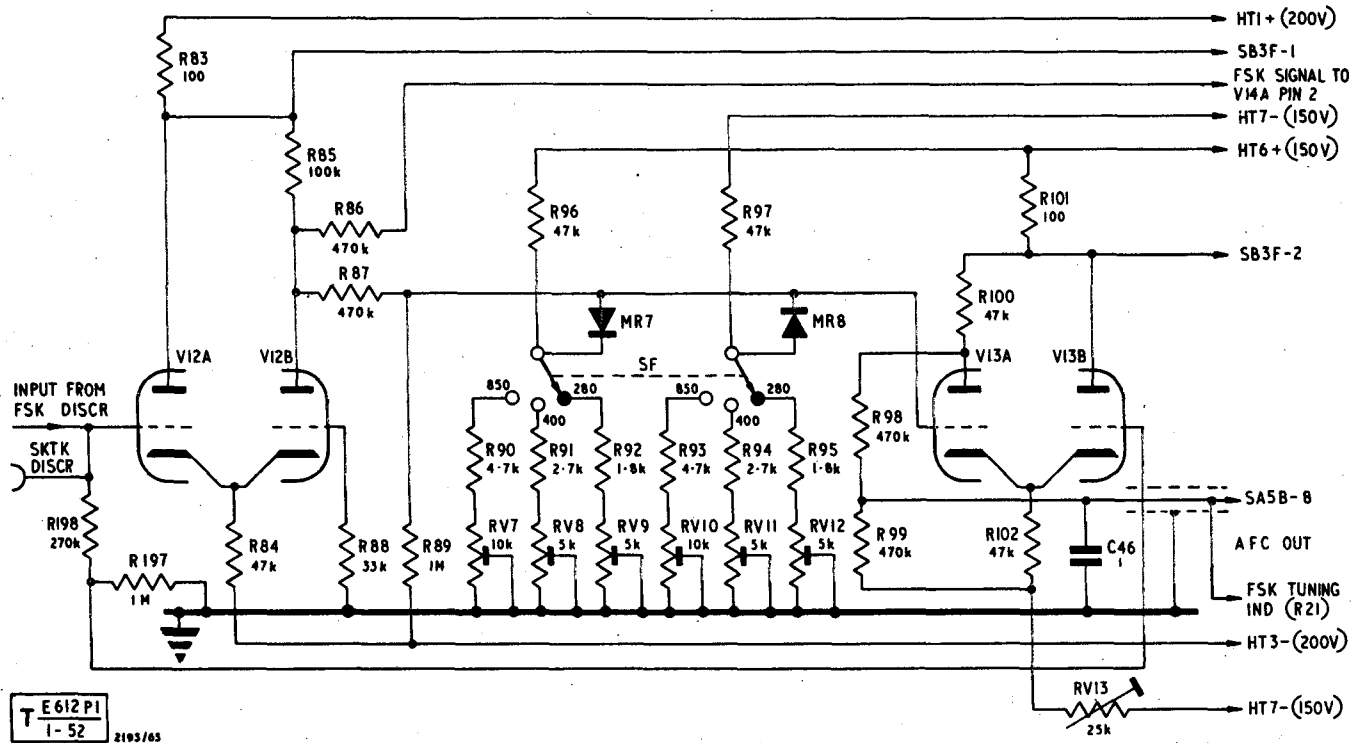 HT1+(200V)
R83
100
SB3F-1
FSK SIGNAL TO
V14A PIN 2
HT7-(150V)
R85
100k
HT6+(150V)
R86
470k
R96
47k
R97
47k
R101
100
SB3F-2
R87
470k
R100
47k
MR7
MR8
V12A
V12B
V13A
V13B
SF
INPUT FROM
FSK DISCR
850
280
400
850
280
400
SKTK
DISCR
R98
470k
R90
4·7k
R91
2·7k
R92
1·8k
R93
4·7k
R94
2·7k
R95
1·8k
SA5B-8
R198
270k
R84
47k
R88
33k
R89
1M
RV7
10k
RV8
5k
RV9
5k
RV10
10k
RV11
5k
RV12
5k
R99
470k
R102
47k
C46
1
AFC OUT
R197
1M
FSK TUNING
IND (R21)
HT3-(200V)
RV13
25k
HT7-(150V)
T E612 P1
1-52
2193/63